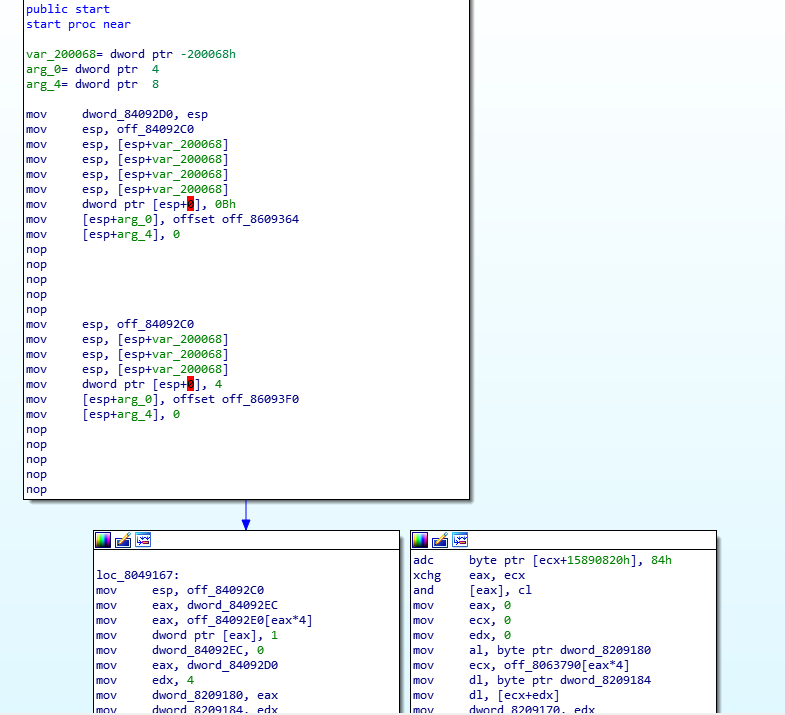 public start
start proc near
var_200068= dword ptr -200068h
arg_0= dword ptr  4
arg_4= dword ptr  8
mov     dword_84092D0, esp
mov     esp, off_84092C0
mov     esp, [esp+var_200068]
mov     esp, [esp+var_200068]
mov     esp, [esp+var_200068]
mov     esp, [esp+var_200068]
mov     dword ptr [esp+0], 0Bh
mov     [esp+arg_0], offset off_8609364
mov     [esp+arg_4], 0
nop
nop
nop
nop
nop
mov     esp, off_84092C0
mov     esp, [esp+var_200068]
mov     esp, [esp+var_200068]
mov     esp, [esp+var_200068]
mov     dword ptr [esp+0], 4
mov     [esp+arg_0], offset off_86093F0
mov     [esp+arg_4], 0
nop
nop
nop
nop
nop
loc_8049167:
mov     esp, off_84092C0
mov     eax, dword_84092EC
mov     eax, off_84092E0[eax*4]
mov     dword ptr [eax], 1
mov     dword_84092EC, 0
mov     eax, dword_84092D0
mov     edx, 4
mov     dword_8209180, eax
mov     dword_8209184, edx
adc     byte ptr [ecx+15890820h], 84h
xchg    eax, ecx
and     [eax], cl
mov     eax, 0
mov     ecx, 0
mov     edx, 0
mov     al, byte ptr dword_8209180
mov     ecx, off_8063790[eax*4]
mov     dl, byte ptr dword_8209184
mov     dl, [ecx+edx]
mov     dword_8209170, edx